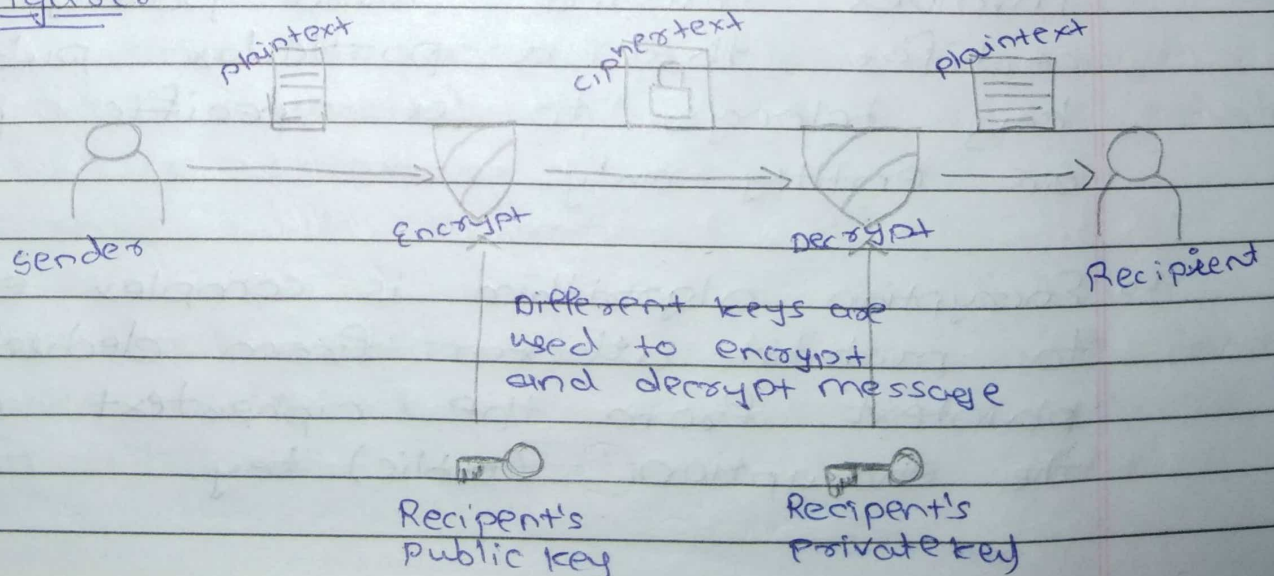 plaintext
ciphertext
plaintext
Encrypt
Decrypt
Sender
Recipient
Different keys are
used to encrypt
and decrypt message
Recipent's
public key
Recipent's
private key